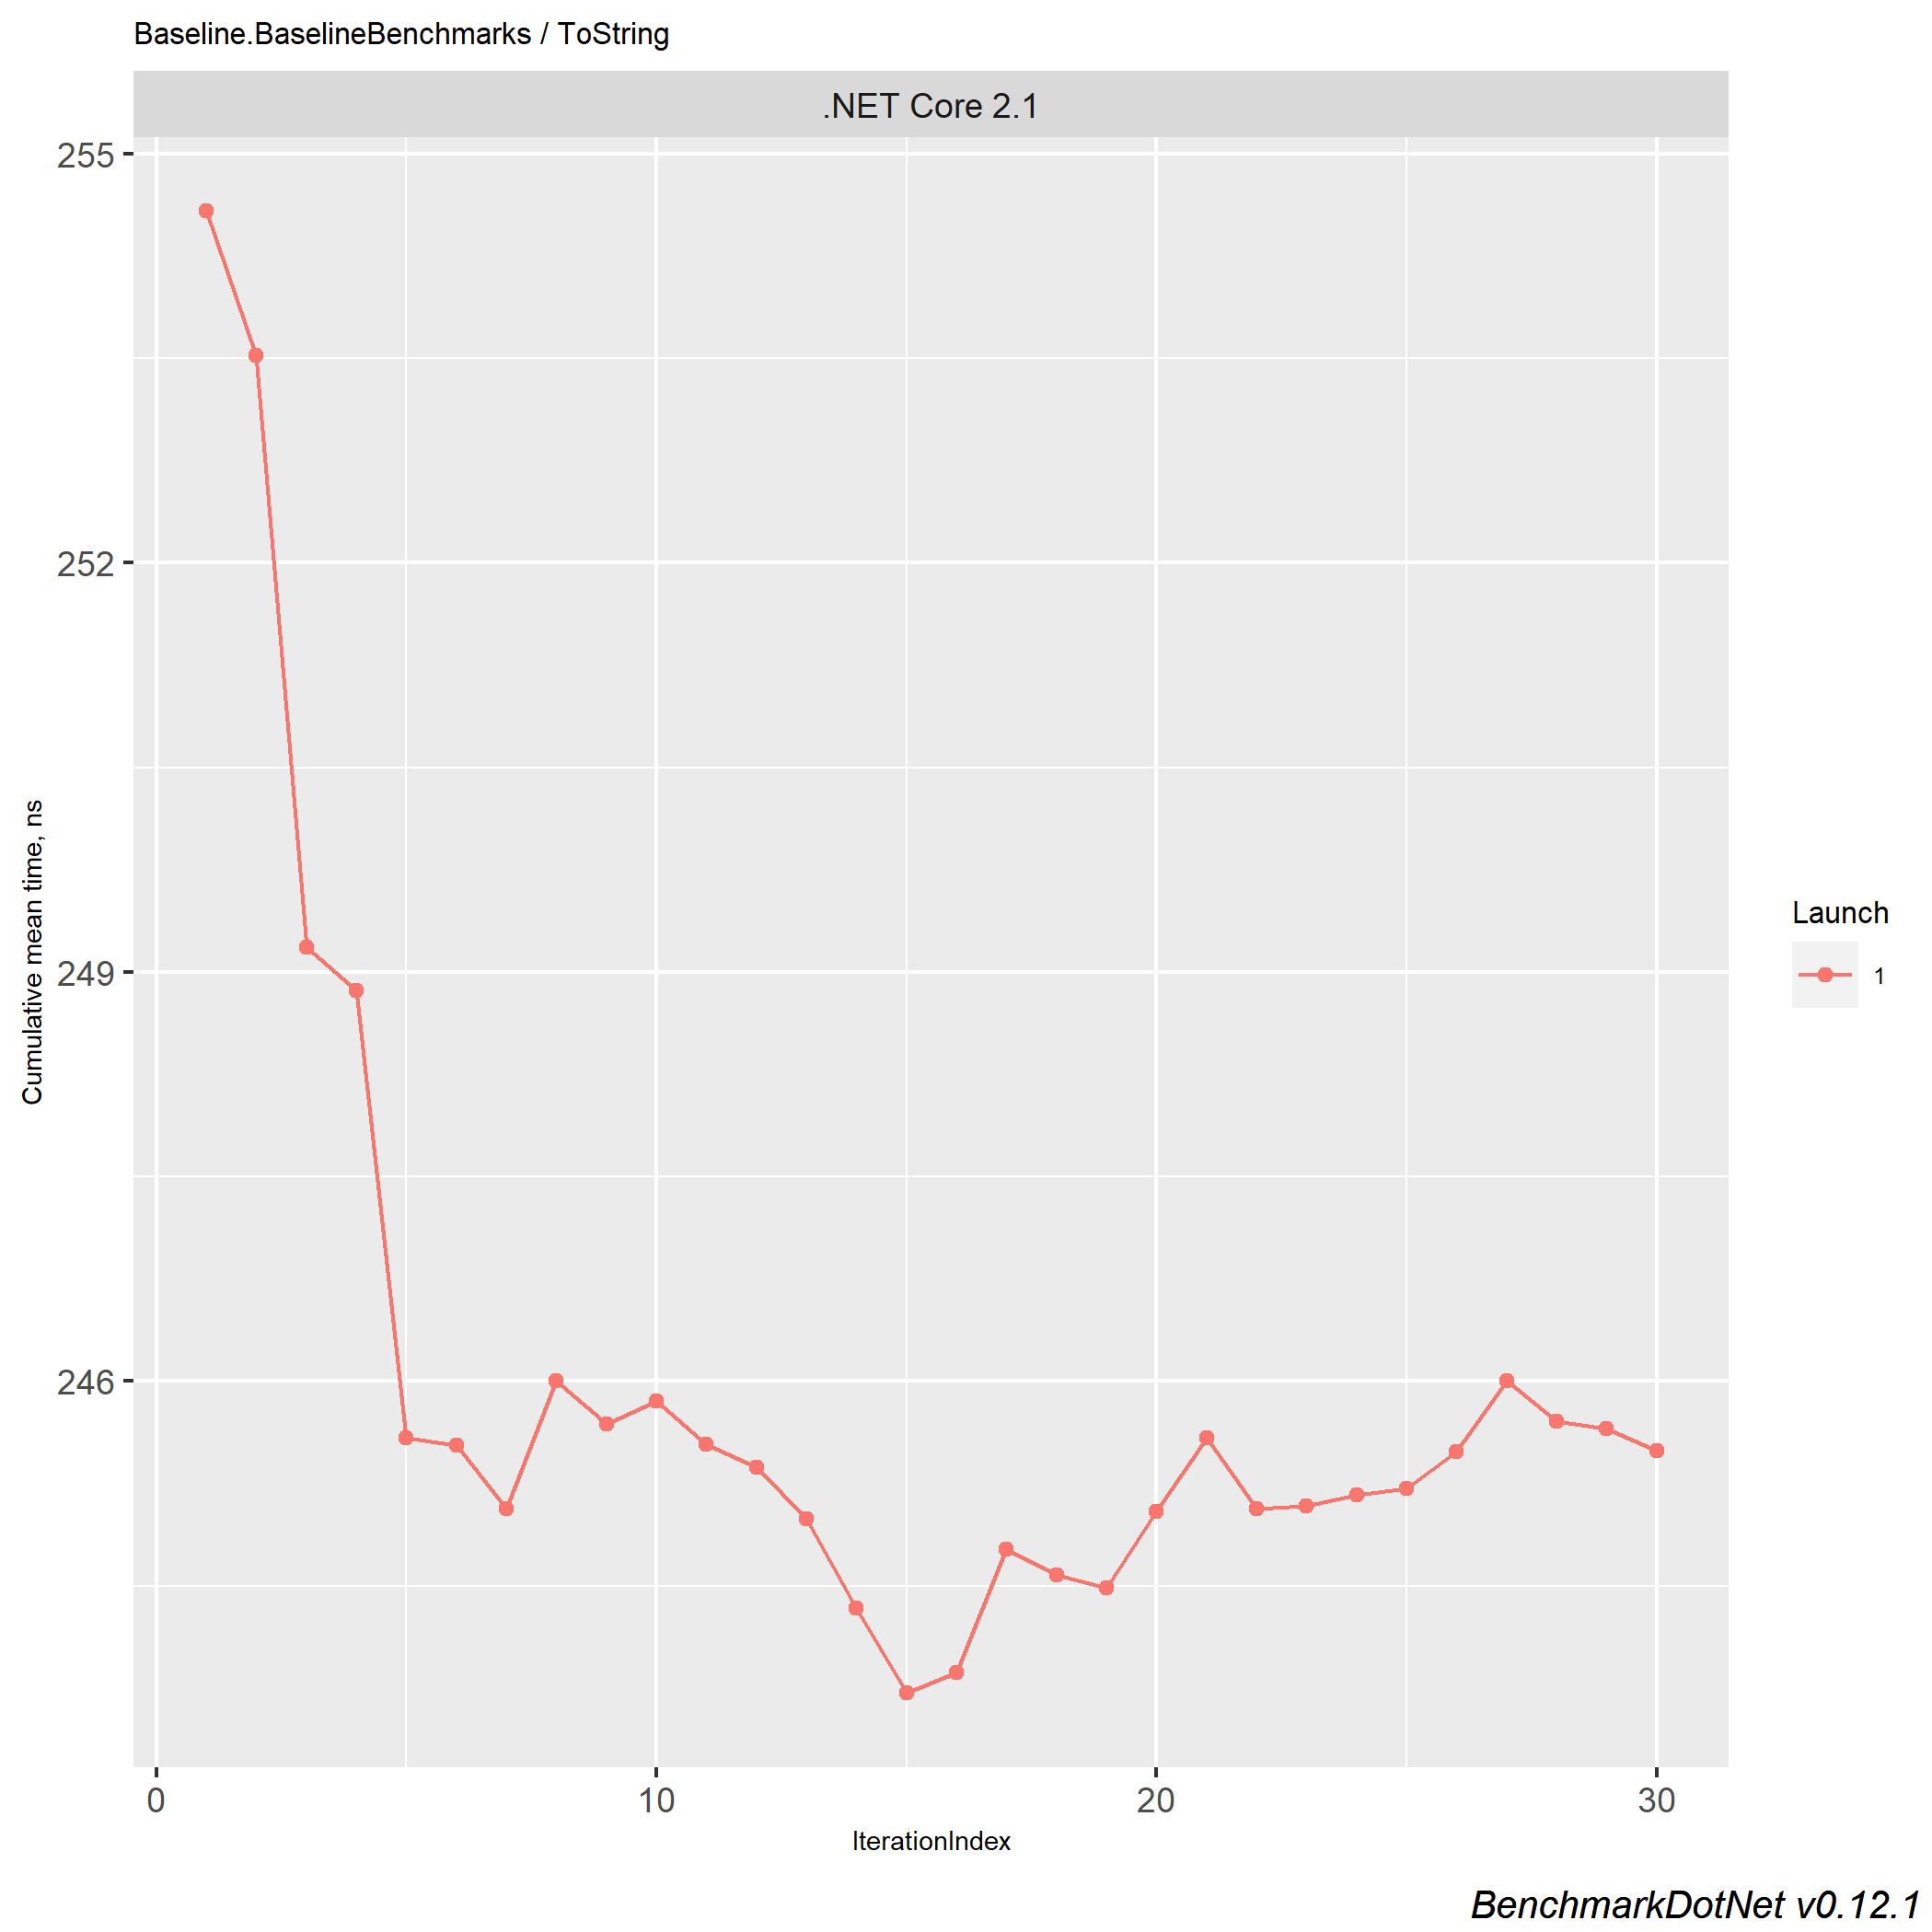 Baseline.BaselineBenchmarks / ToString
.NET Core 2.1
255
252
249
246
Cumulative mean time, ns
0 10 20 30
IterationIndex
Launch
1
BenchmarkDotNet v0.12.1